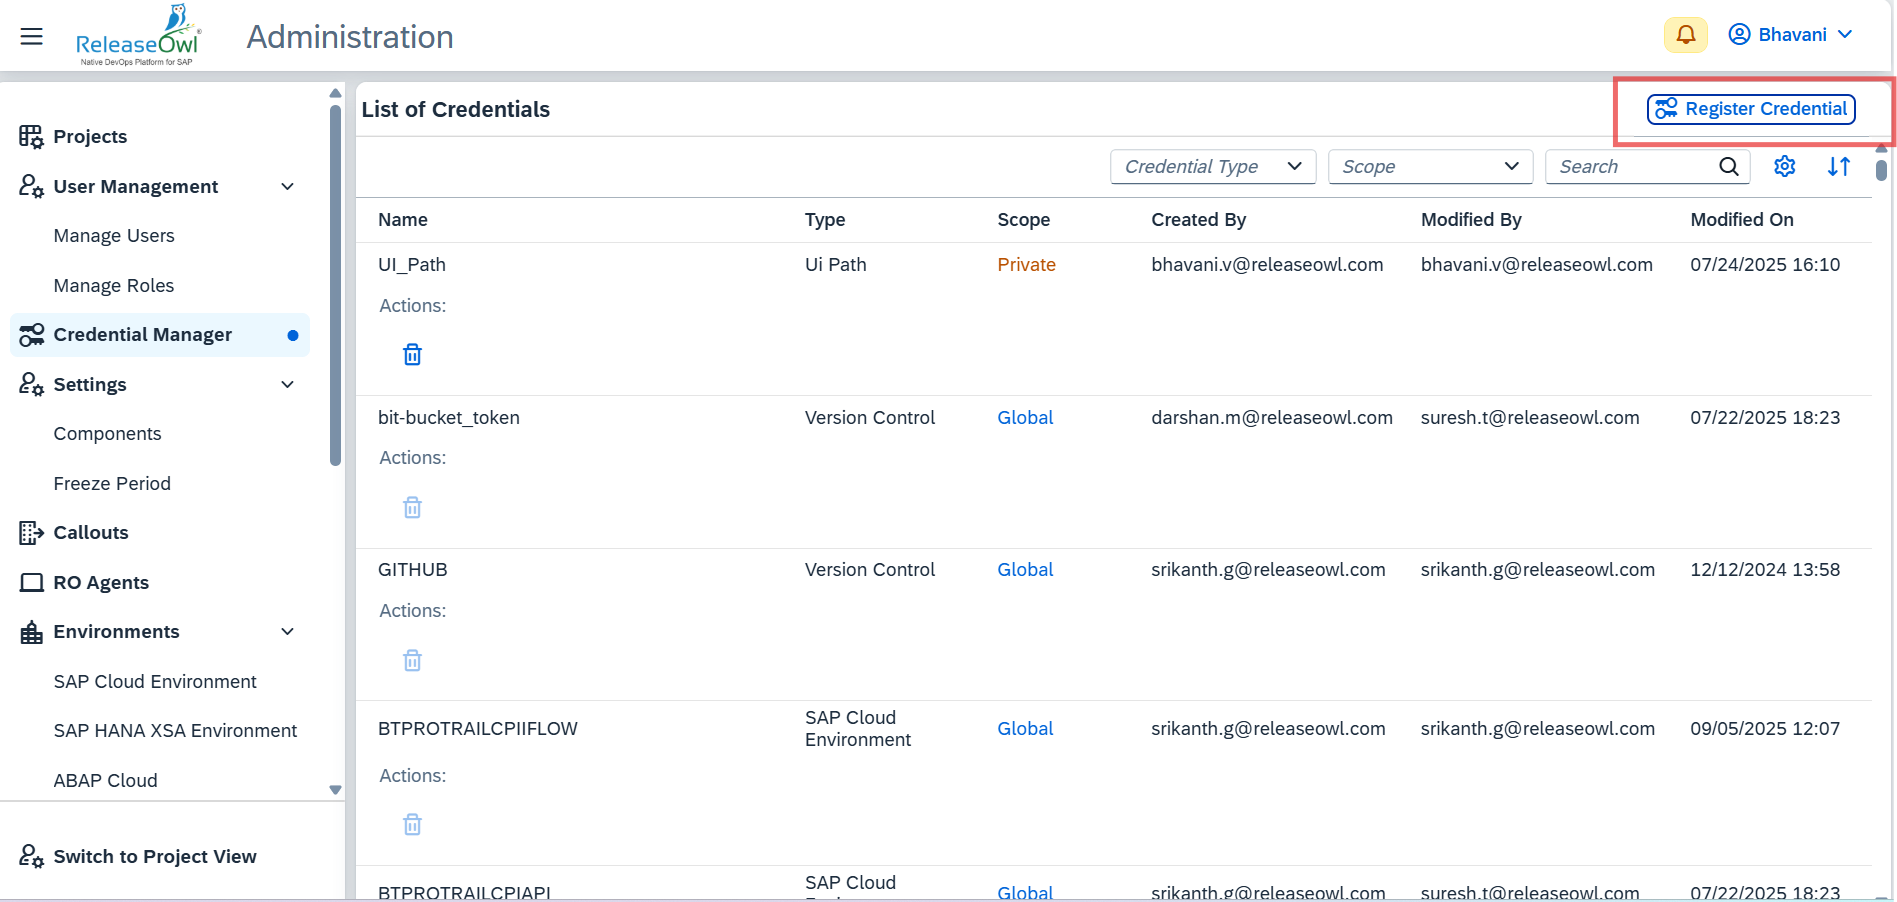 ReleaseOwl®
Native DevOps Platform for SAP
Administration
Bhavani
Projects
User Management
Manage Users
Manage Roles
Credential Manager
Settings
Components
Freeze Period
Callouts
RO Agents
Environments
SAP Cloud Environment
SAP HANA XSA Environment
ABAP Cloud
Switch to Project View
List of Credentials
Register Credential
Credential Type
Scope
Search
Name Type Scope Created By Modified By Modified On
UI_Path Ui Path Private bhavani.v@releaseowl.com bhavani.v@releaseowl.com 07/24/2025 16:10
Actions:
bit-bucket_token Version Control Global darshan.m@releaseowl.com suresh.t@releaseowl.com 07/22/2025 18:23
Actions:
GITHUB Version Control Global srikanth.g@releaseowl.com srikanth.g@releaseowl.com 12/12/2024 13:58
Actions:
BTPROTRAILCPIIFLOW SAP Cloud Environment Global srikanth.g@releaseowl.com srikanth.g@releaseowl.com 09/05/2025 12:07
Actions:
BTPROTRAILCPIAPI SAP Cloud Global srikanth.g@releaseowl.com suresh.t@releaseowl.com 07/22/2025 18:23